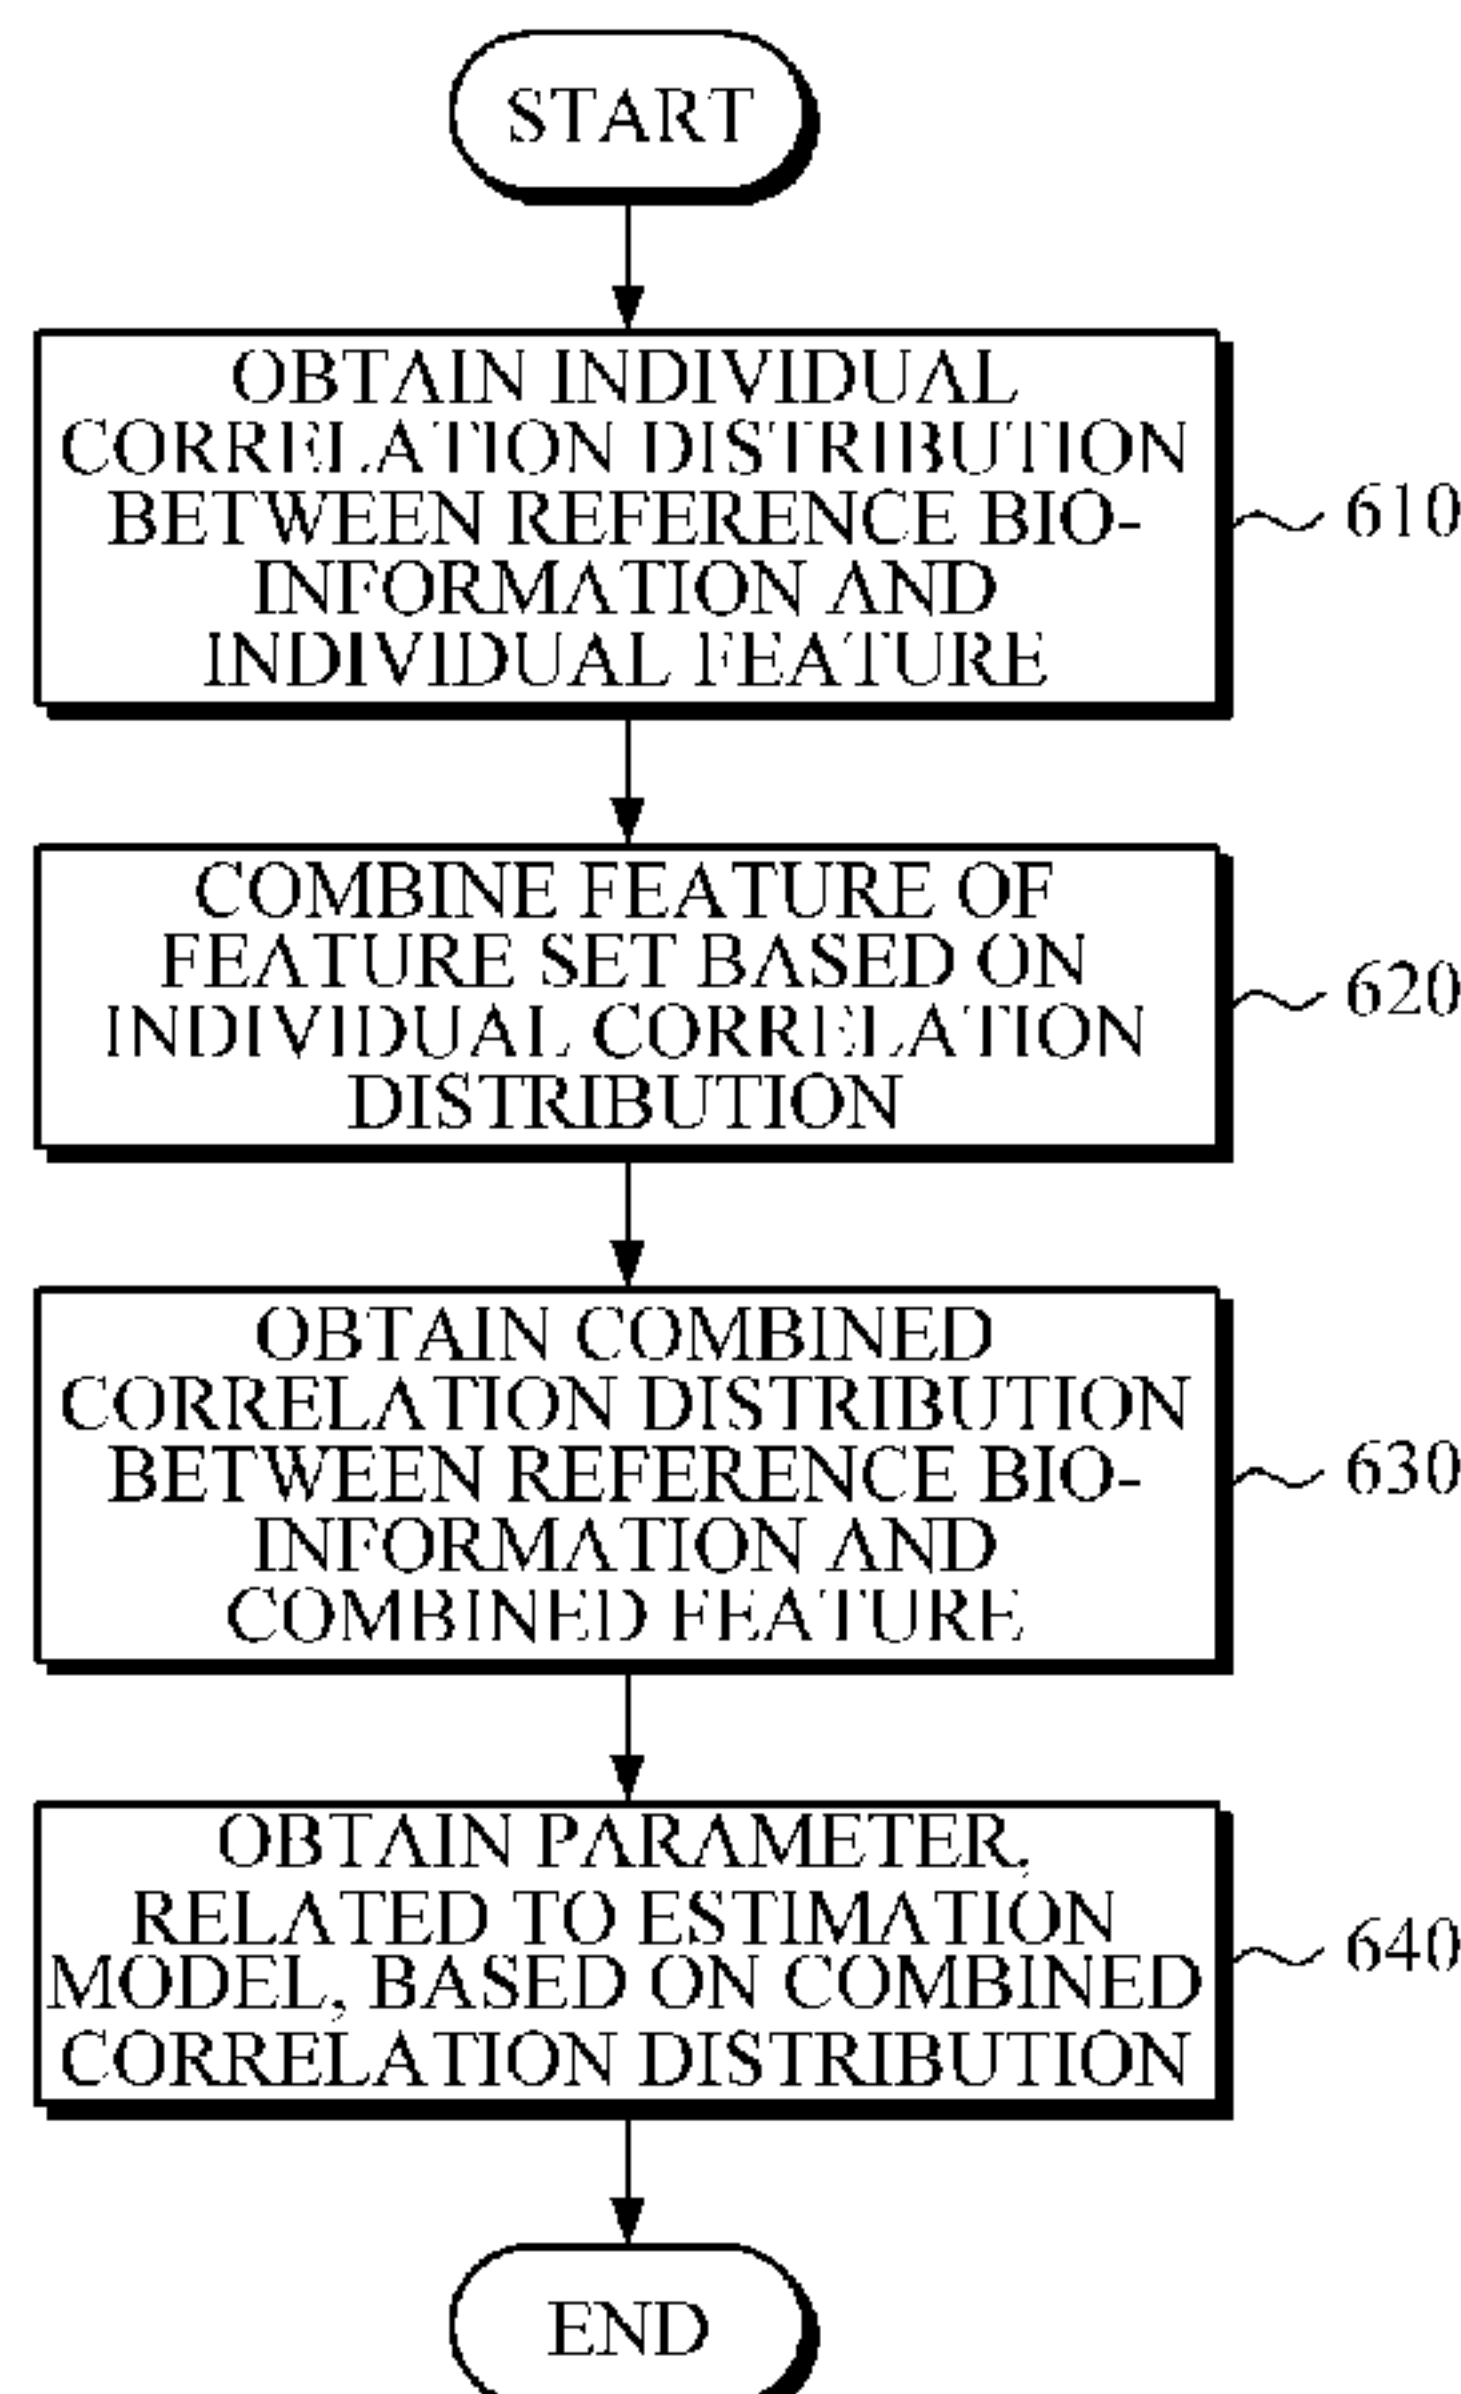 START
OBTAIN INDIVIDUAL
CORRELATION DISTRIBUTION
BETWEEN REFERENCE BIO-
INFORMATION AND
INDIVIDUAL FEATURE
610
COMBINE FEATURE OF
FEATURE SET BASED ON
INDIVIDUAL CORRELATION
DISTRIBUTION
620
OBTAIN COMBINED
CORRELATION DISTRIBUTION
BETWEEN REFERENCE BIO-
INFORMATION AND
COMBINED FEATURE
630
OBTAIN PARAMETER,
RELATED TO ESTIMATION
MODEL, BASED ON COMBINED
CORRELATION DISTRIBUTION
640
END